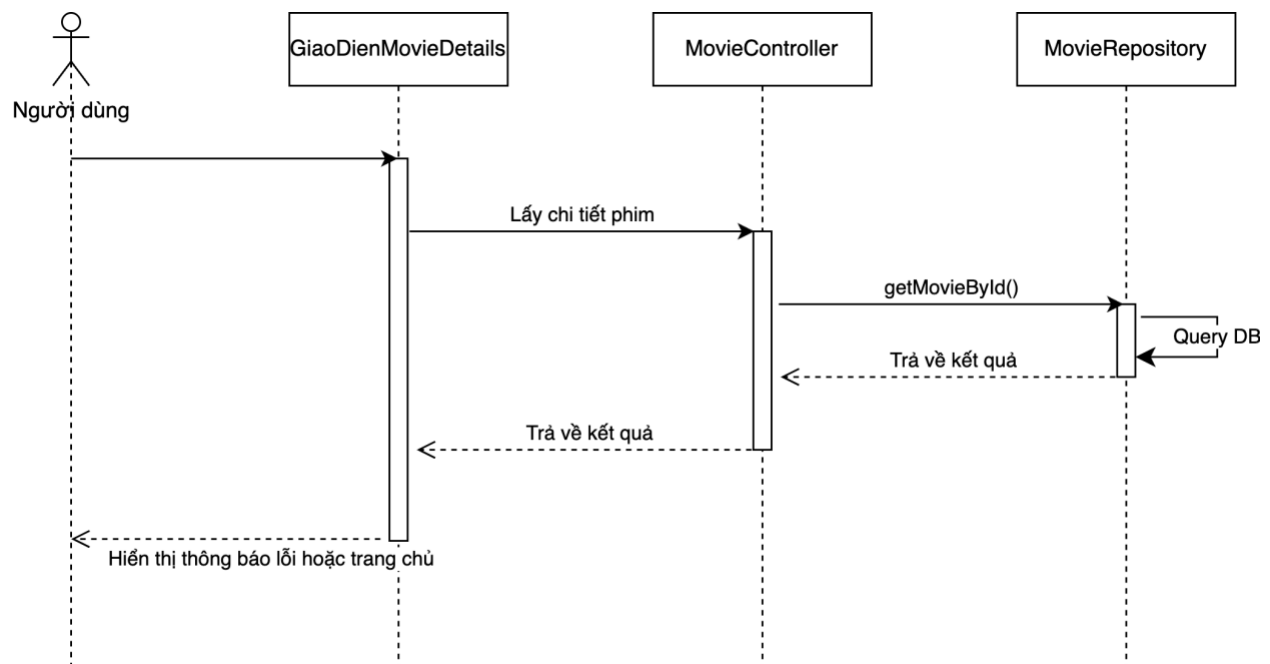 GiaoDienMovieDetails
MovieController
MovieRepository
Người dùng
Lấy chi tiết phim
getMovieById()
Query DB
Trả về kết quả
Trả về kết quả
Hiển thị thông báo lỗi hoặc trang chủ